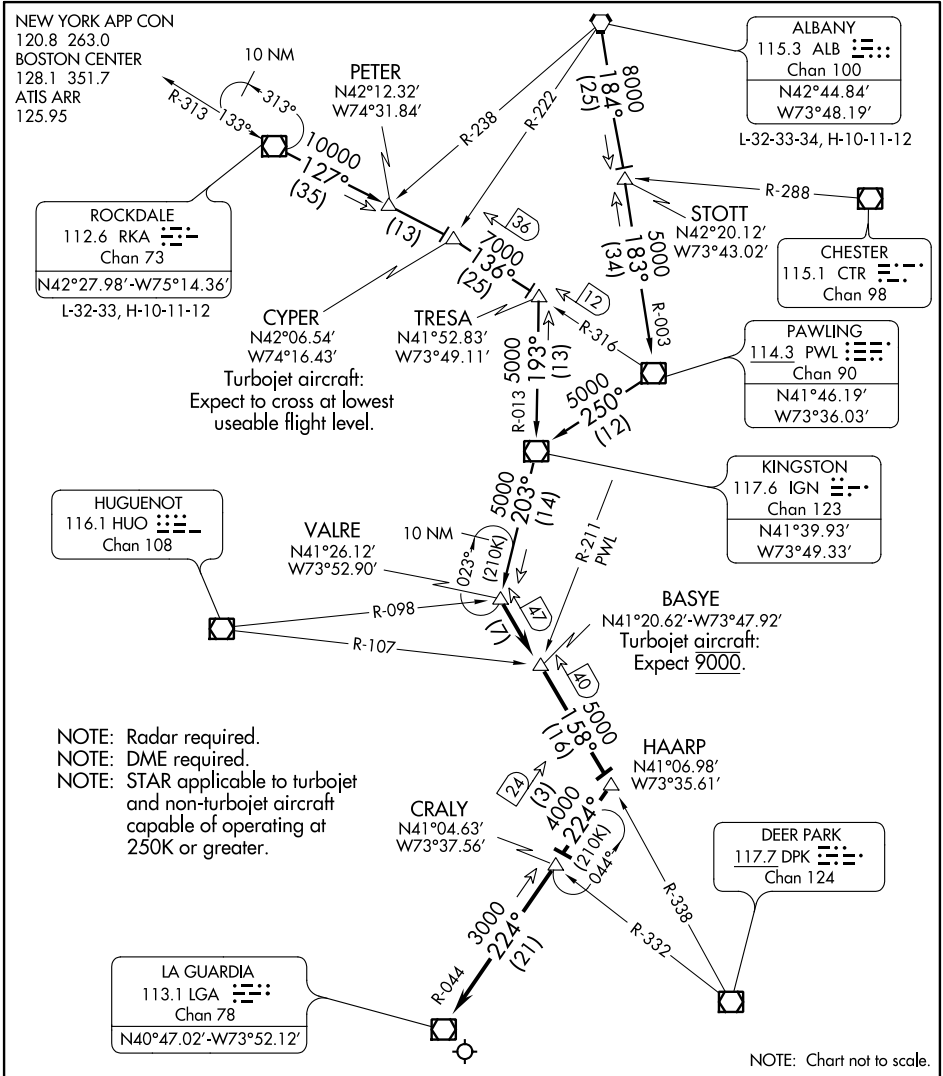 NEW YORK APP CON
120.8 263.0
BOSTON CENTER
128.1 351.7
ATIS ARR
125.95
10 NM
R-313
133°
313°
PETER
N42°12.32'
W74°31.84'
ALBANY
115.3 ALB
Chan 100
N42°44.84'
W73°48.19'
L-32-33-34, H-10-11-12
R-238
R-222
8000
184°
(25)
10000
127°
(35)
(13)
ROCKDALE
112.6 RKA
Chan 73
N42°27.98'-W75°14.36'
L-32-33, H-10-11-12
R-288
STOTT
N42°20.12'
W73°43.02'
CHESTER
115.1 CTR
Chan 98
36
7000
136°
(25)
5000
183°
(34)
R-003
CYPER
N42°06.54'
W74°16.43'
Turbojet aircraft:
Expect to cross at lowest
useable flight level.
TRESA
N41°52.83'
W73°49.11'
12
R-316
PAWLING
114.3 PWL
Chan 90
N41°46.19'
W73°36.03'
5000
193°
(13)
R-013
5000
250°
(12)
KINGSTON
117.6 IGN
Chan 123
N41°39.93'
W73°49.33'
HUGUENOT
116.1 HUO
Chan 108
VALRE
N41°26.12'
W73°52.90'
10 NM
023°
(210K)
5000
203°
(14)
R-211
PWL
R-098
R-107
47
(7)
BASYE
N41°20.62'-W73°47.92'
Turbojet aircraft:
Expect 9000.
40
5000
158°
(16)
NOTE: Radar required.
NOTE: DME required.
NOTE: STAR applicable to turbojet
and non-turbojet aircraft
capable of operating at
250K or greater.
HAARP
N41°06.98'
W73°35.61'
CRALY
N41°04.63'
W73°37.56'
24
(3)
4000
224°
(210K)
044°
DEER PARK
117.7 DPK
Chan 124
R-338
R-332
3000
224°
(21)
R-044
LA GUARDIA
113.1 LGA
Chan 78
N40°47.02'-W73°52.12'
NOTE: Chart not to scale.